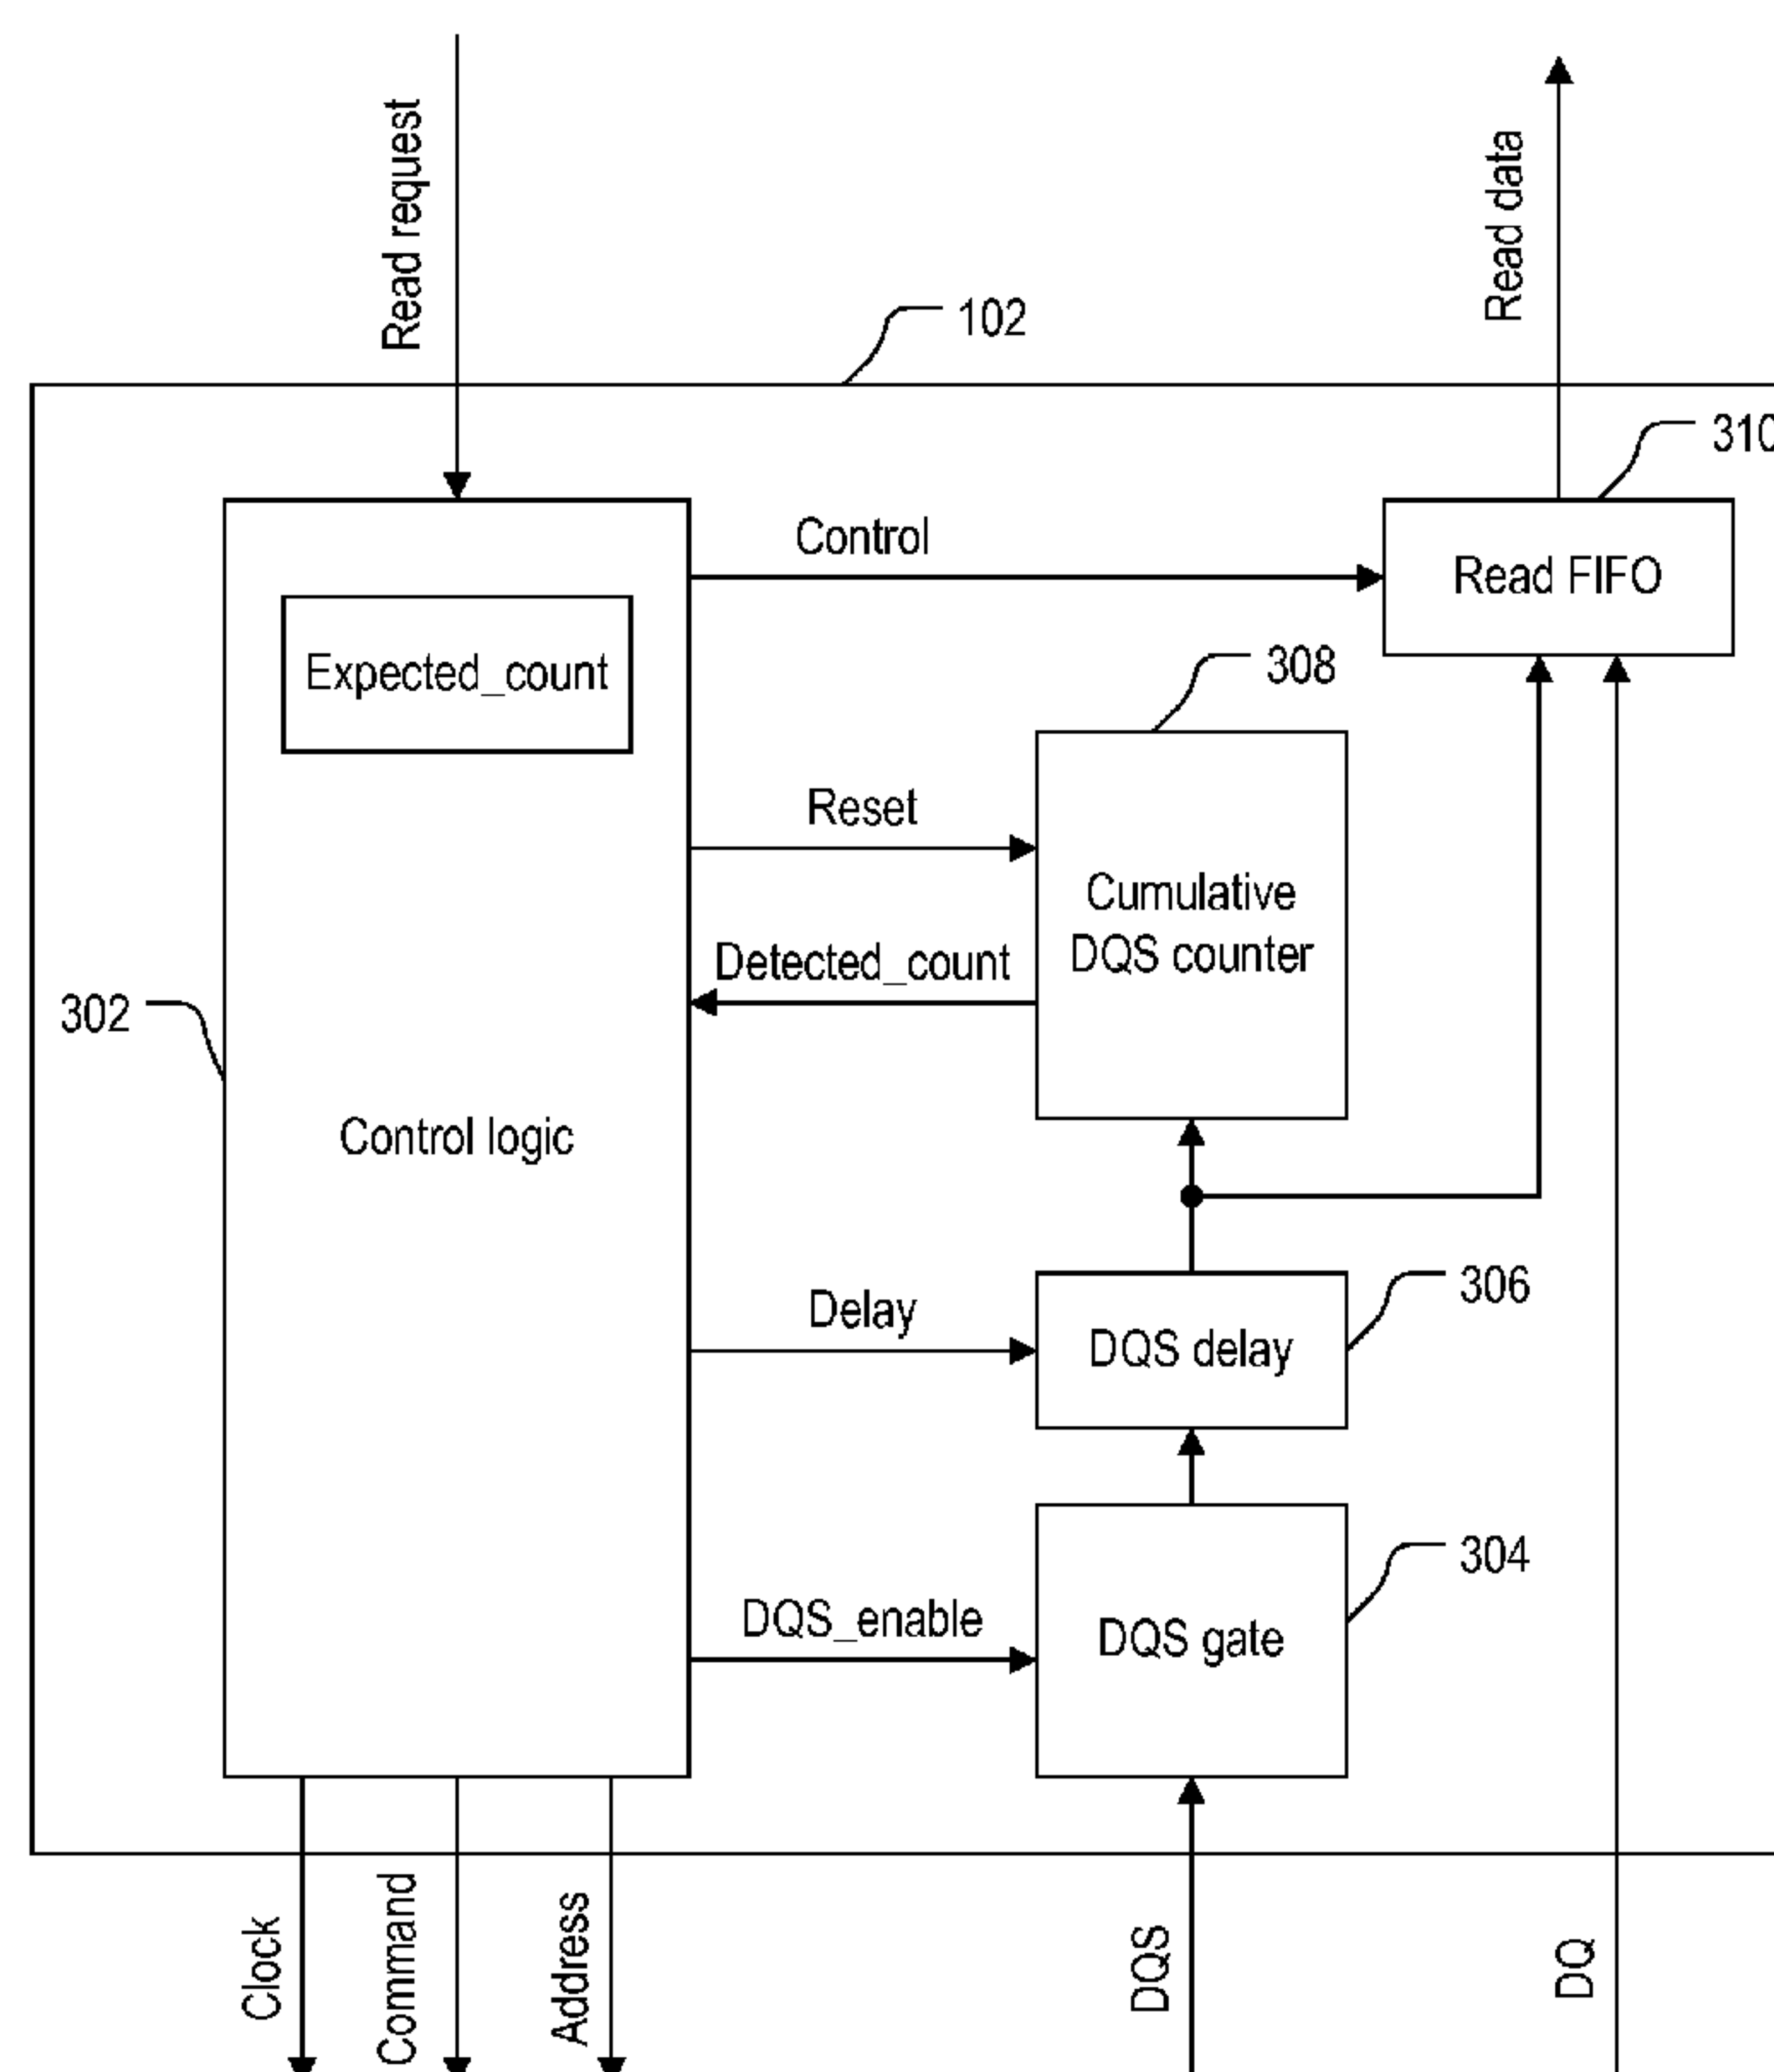 Read request
Read data
102
310
Control
Read FIFO
Expected_count
308
Reset
Cumulative
DQS counter
Detected_count
302
Control logic
Delay
DQS delay
306
DQS_enable
DQS gate
304
Clock
Command
Address
DQS
DQ